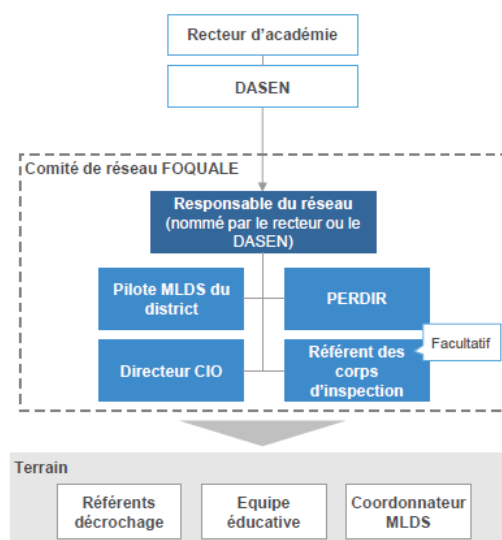 Recteur d'académie
DASEN
Comité de réseau FOQUALE
Responsable du réseau
(nommé par le recteur ou le
DASEN)
Pilote MLDS du
district
PERDIR
Facultatif
Directeur CIO
Référent des
corps
d'inspection
Terrain
Référents
décrochage
Equipe
éducative
Coordonnateur
MLDS